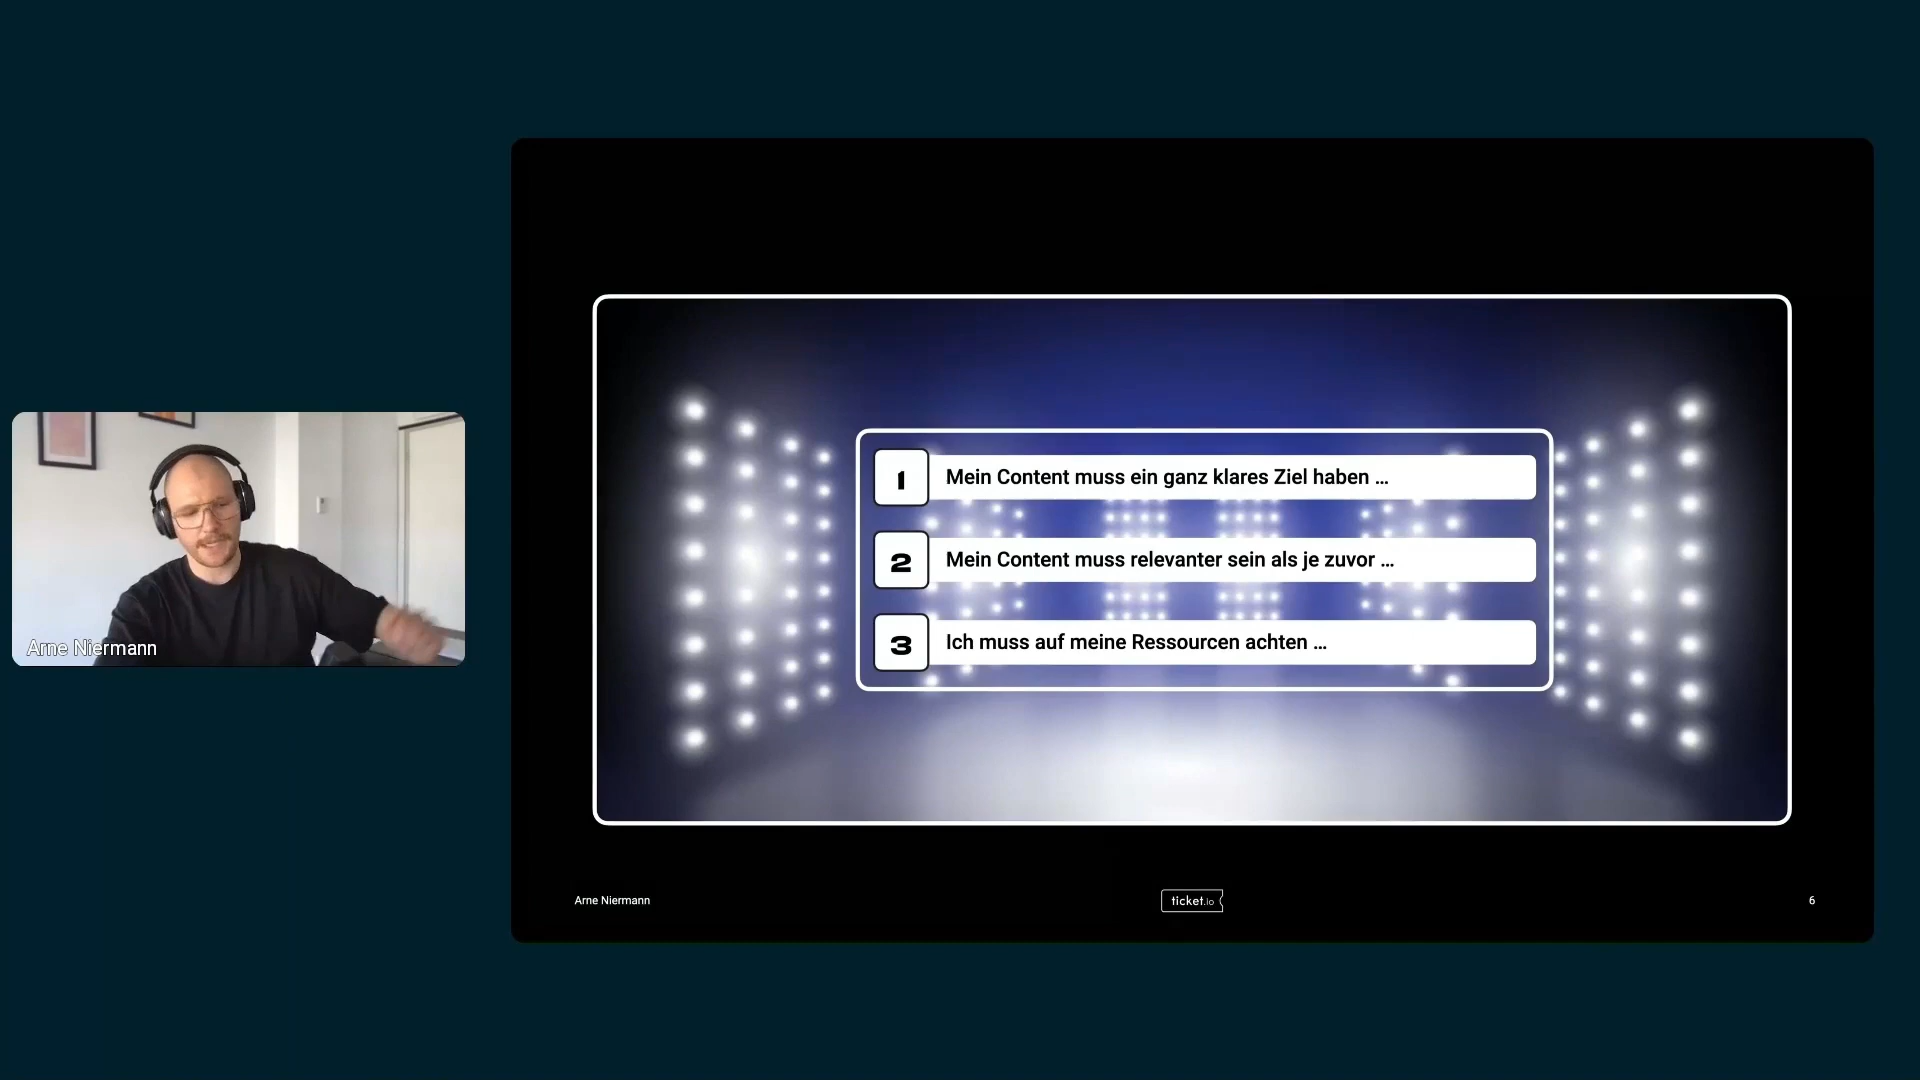 Arne Niermann
1 Mein Content muss ein ganz klares Ziel haben ...
2 Mein Content muss relevanter sein als je zuvor ...
3 Ich muss auf meine Ressourcen achten ...
Arne Niermann
ticket.io
6